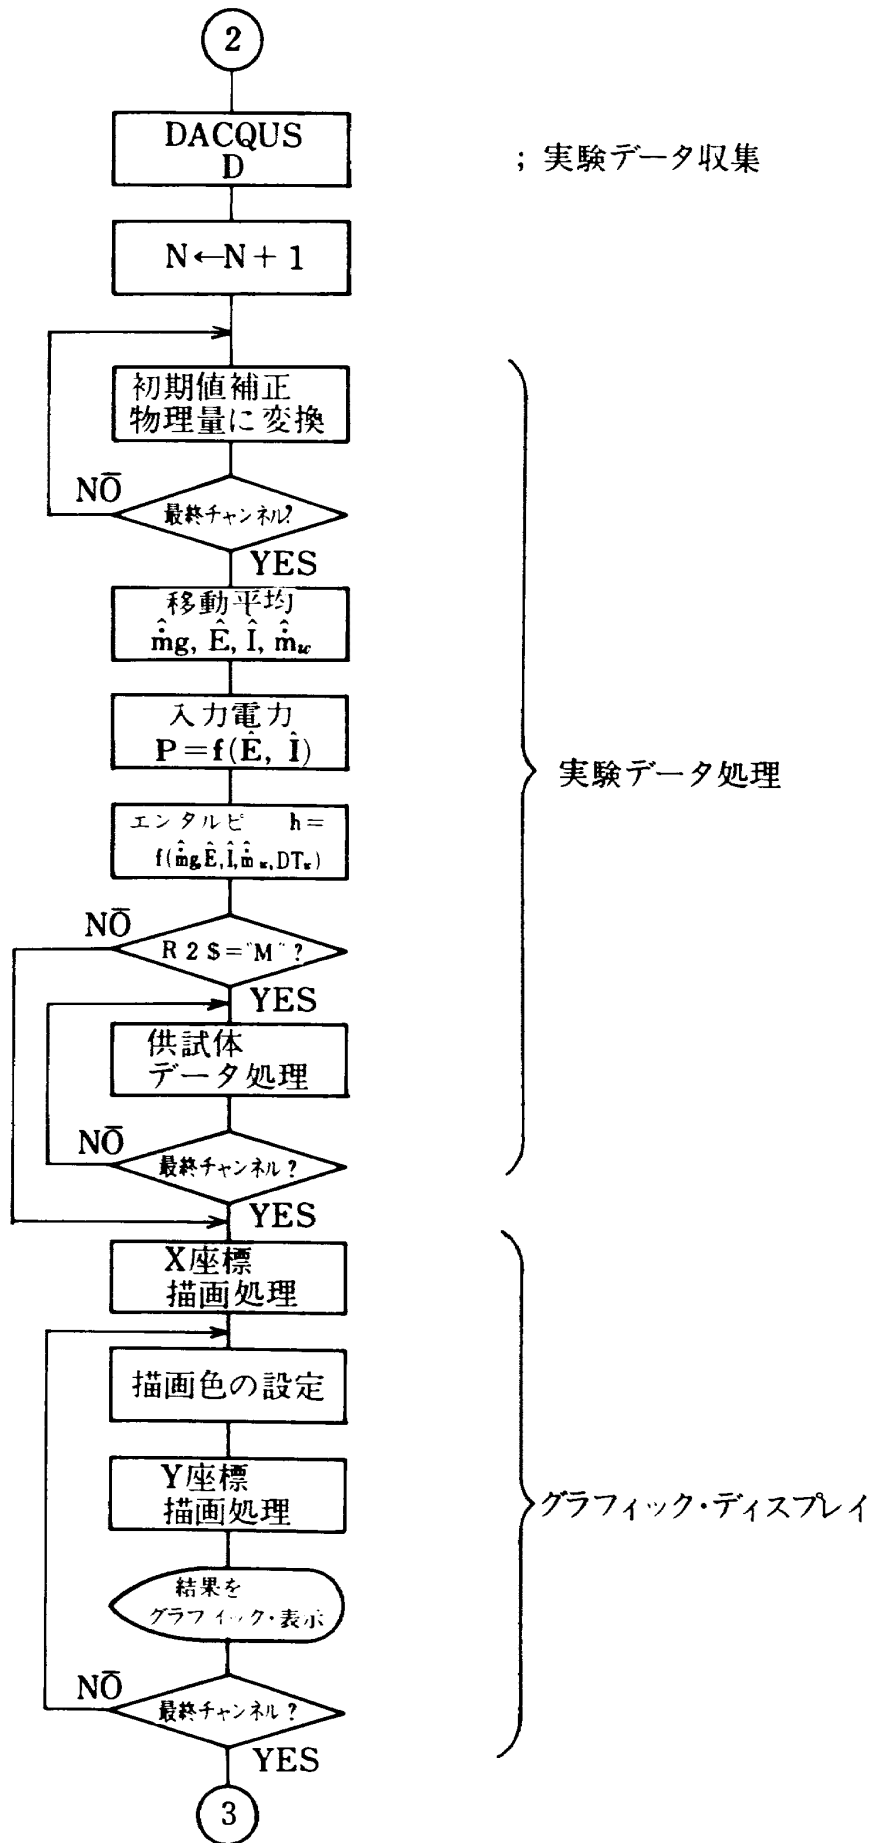 2
DACQUS
D
; 実験データ収集
N←N+1
初期値補正
物理量に変換
NO
最終チャンネル?
YES
移動平均
m̂̇g, Ê, Î, m̂̇w
入力電力
P=f(Ê, Î)
実験データ処理
エンタルピ h=
f(m̂̇g,Ê,Î,m̂̇w,DTw)
NO
R2$="M"?
YES
供試体
データ処理
NO
最終チャンネル?
YES
X座標
描画処理
描画色の設定
Y座標
描画処理
グラフィック・ディスプレイ
結果を
グラフィック・表示
NO
最終チャンネル?
YES
3